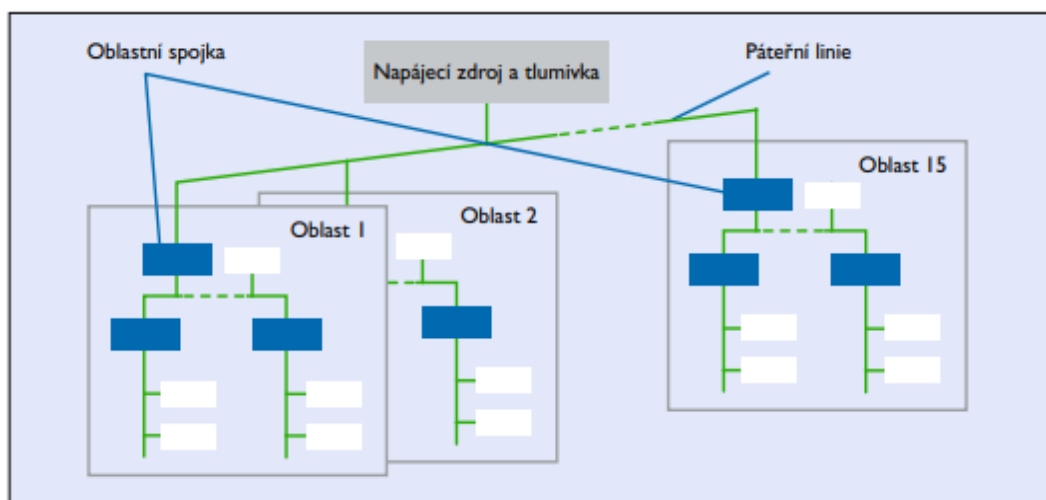 Oblastní spojka
Napájecí zdroj a tlumivka
Páteřní linie
Oblast 15
Oblast 2
Oblast 1